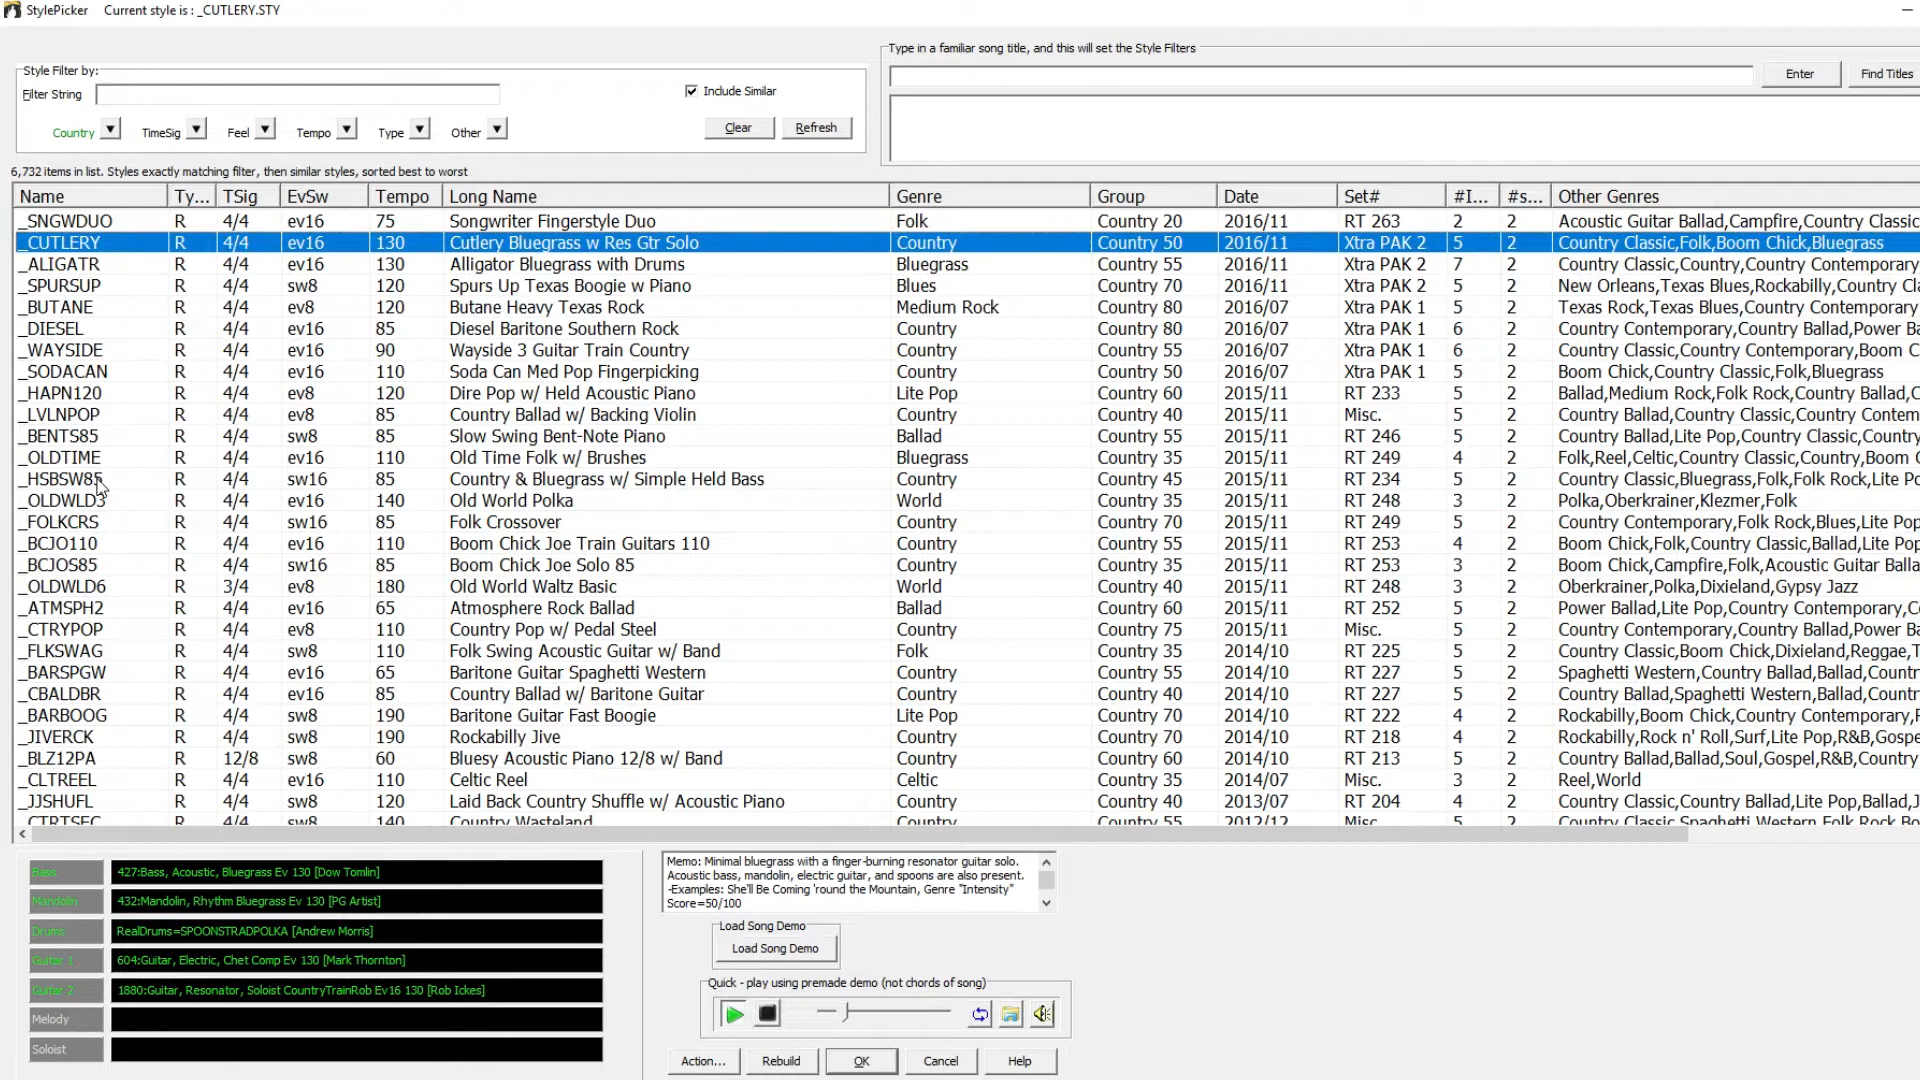 StylePicker Current style is : _CUTLERY.STY
Type in a familiar song title, and this will set the Style Filters
Style Filter by:
Filter String
Include Similar
Enter
Find Titles
Country TimeSig Feel Tempo Type Other Clear Refresh
6,732 items in list. Styles exactly matching filter, then similar styles, sorted best to worst
Name Ty... TSig EvSw Tempo Long Name Genre Group Date Set# #I... #s... Other Genres
_SNGWDUO R 4/4 ev16 75 Songwriter Fingerstyle Duo Folk Country 20 2016/11 RT 263 2 2 Acoustic Guitar Ballad,Campfire,Country Classic
_CUTLERY R 4/4 ev16 130 Cutlery Bluegrass w Res Gtr Solo Country Country 50 2016/11 Xtra PAK 2 5 2 Country Classic,Folk,Boom Chick,Bluegrass
_ALIGATR R 4/4 ev16 130 Alligator Bluegrass with Drums Bluegrass Country 55 2016/11 Xtra PAK 2 7 2 Country Classic,Country,Country Contemporary
_SPURSUP R 4/4 sw8 120 Spurs Up Texas Boogie w Piano Blues Country 70 2016/11 Xtra PAK 2 5 2 New Orleans,Texas Blues,Rockabilly,Country Cl
_BUTANE R 4/4 ev8 120 Butane Heavy Texas Rock Medium Rock Country 80 2016/07 Xtra PAK 1 5 2 Texas Rock,Texas Blues,Country Contemporary
_DIESEL R 4/4 ev16 85 Diesel Baritone Southern Rock Country Country 80 2016/07 Xtra PAK 1 6 2 Country Contemporary,Country Ballad,Power Ba
_WAYSIDE R 4/4 ev16 90 Wayside 3 Guitar Train Country Country Country 55 2016/07 Xtra PAK 1 6 2 Country Classic,Country Contemporary,Boom C
_SODACAN R 4/4 ev16 110 Soda Can Med Pop Fingerpicking Country Country 50 2016/07 Xtra PAK 1 5 2 Boom Chick,Country Classic,Folk,Bluegrass
_HAPN120 R 4/4 ev8 120 Dire Pop w/ Held Acoustic Piano Lite Pop Country 60 2015/11 RT 233 5 2 Ballad,Medium Rock,Folk Rock,Country Ballad,C
_LVLNPOP R 4/4 ev8 85 Country Ballad w/ Backing Violin Country Country 40 2015/11 Misc. 5 2 Country Ballad,Country Classic,Country Contem
_BENTS85 R 4/4 sw8 85 Slow Swing Bent-Note Piano Ballad Country 55 2015/11 RT 246 5 2 Country Ballad,Lite Pop,Country Classic,Country
_OLDTIME R 4/4 ev16 110 Old Time Folk w/ Brushes Bluegrass Country 55 2015/11 RT 249 4 2 Folk,Reel,Celtic,Country Classic,Country,Boom C
_HSBSW85 R 4/4 sw16 85 Country & Bluegrass w/ Simple Held Bass Country Country 45 2015/11 RT 234 5 2 Country Classic,Bluegrass,Folk,Folk Rock,Lite Po
_OLDWLD3 R 4/4 ev16 140 Old World Polka World Country 35 2015/11 RT 248 3 2 Polka,Oberkrainer,Klezmer,Folk
_FOLKCRS R 4/4 sw16 85 Folk Crossover Country Country 70 2015/11 RT 249 5 2 Country Contemporary,Folk Rock,Blues,Lite Pop
_BCJO110 R 4/4 ev16 110 Boom Chick Joe Train Guitars 110 Country Country 55 2015/11 RT 253 4 2 Boom Chick,Folk,Country Classic,Ballad,Lite Pop
_BCJOS85 R 4/4 sw16 85 Boom Chick Joe Solo 85 Country Country 35 2015/11 RT 253 3 2 Boom Chick,Campfire,Folk,Acoustic Guitar Balla
_OLDWLD6 R 3/4 ev8 180 Old World Waltz Basic World Country 40 2015/11 RT 248 3 2 Oberkrainer,Polka,Dixieland,Gypsy Jazz
_ATMSPH2 R 4/4 ev16 65 Atmosphere Rock Ballad Ballad Country 60 2015/11 RT 252 5 2 Power Ballad,Lite Pop,Country Contemporary,Co
_CTRYPOP R 4/4 ev8 110 Country Pop w/ Pedal Steel Country Country 75 2015/11 Misc. 5 2 Country Contemporary,Country Ballad,Power Ba
_FLKSWAG R 4/4 sw8 110 Folk Swing Acoustic Guitar w/ Band Folk Country 35 2014/10 RT 225 5 2 Country Classic,Boom Chick,Dixieland,Reggae,T
_BARSPGW R 4/4 ev16 65 Baritone Guitar Spaghetti Western Country Country 55 2014/10 RT 227 5 2 Spaghetti Western,Country Ballad,Ballad,Count
_CBALDBR R 4/4 ev16 85 Country Ballad w/ Baritone Guitar Country Country 40 2014/10 RT 227 5 2 Country Ballad,Spaghetti Western,Ballad,Countr
_BARBOOG R 4/4 sw8 190 Baritone Guitar Fast Boogie Lite Pop Country 70 2014/10 RT 222 4 2 Rockabilly,Boom Chick,Country Contemporary,P
_JIVERCK R 4/4 sw8 190 Rockabilly Jive Country Country 70 2014/10 RT 218 4 2 Rockabilly,Rock n' Roll,Surf,Lite Pop,R&B,Gospe
_BLZ12PA R 12/8 sw8 60 Bluesy Acoustic Piano 12/8 w/ Band Country Country 60 2014/10 RT 213 5 2 Country Ballad,Ballad,Soul,Gospel,R&B,Country
_CLTREEL R 4/4 ev16 110 Celtic Reel Celtic Country 35 2014/07 Misc. 3 2 Reel,World
_JJSHUFL R 4/4 sw8 120 Laid Back Country Shuffle w/ Acoustic Piano Country Country 40 2013/07 RT 204 4 2 Country Classic,Country Ballad,Lite Pop,Ballad,J
_CTRTSEC R 4/4 sw8 140 Country Wasteland Country Country 55 2012/12 Misc. 5 2 Country Classic,Spaghetti Western,Folk Rock,Bo
Bass 427:Bass, Acoustic, Bluegrass Ev 130 [Dow Tomlin]
Mandolin 432:Mandolin, Rhythm Bluegrass Ev 130 [PG Artist]
Drums RealDrums=SPOONSTRADPOLKA [Andrew Morris]
Guitar 1 604:Guitar, Electric, Chet Comp Ev 130 [Mark Thornton]
Guitar 2 1880:Guitar, Resonator, Soloist CountryTrainRob Ev16 130 [Rob Ickes]
Melody
Soloist
Memo: Minimal bluegrass with a finger-burning resonator guitar solo.
Acoustic bass, mandolin, electric guitar, and spoons are also present.
-Examples: She'll Be Coming 'round the Mountain, Genre "Intensity"
Score=50/100
Load Song Demo
Load Song Demo
Quick - play using premade demo (not chords of song)
Action... Rebuild OK Cancel Help